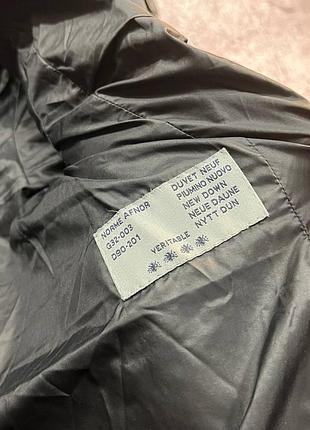 NORME AFNOR
G32-003
D90-201
DUVET NEUF
PIUMINO NUOVO
NEW DOWN
NEUE DAUNE
NYTT DUN
VERITABLE